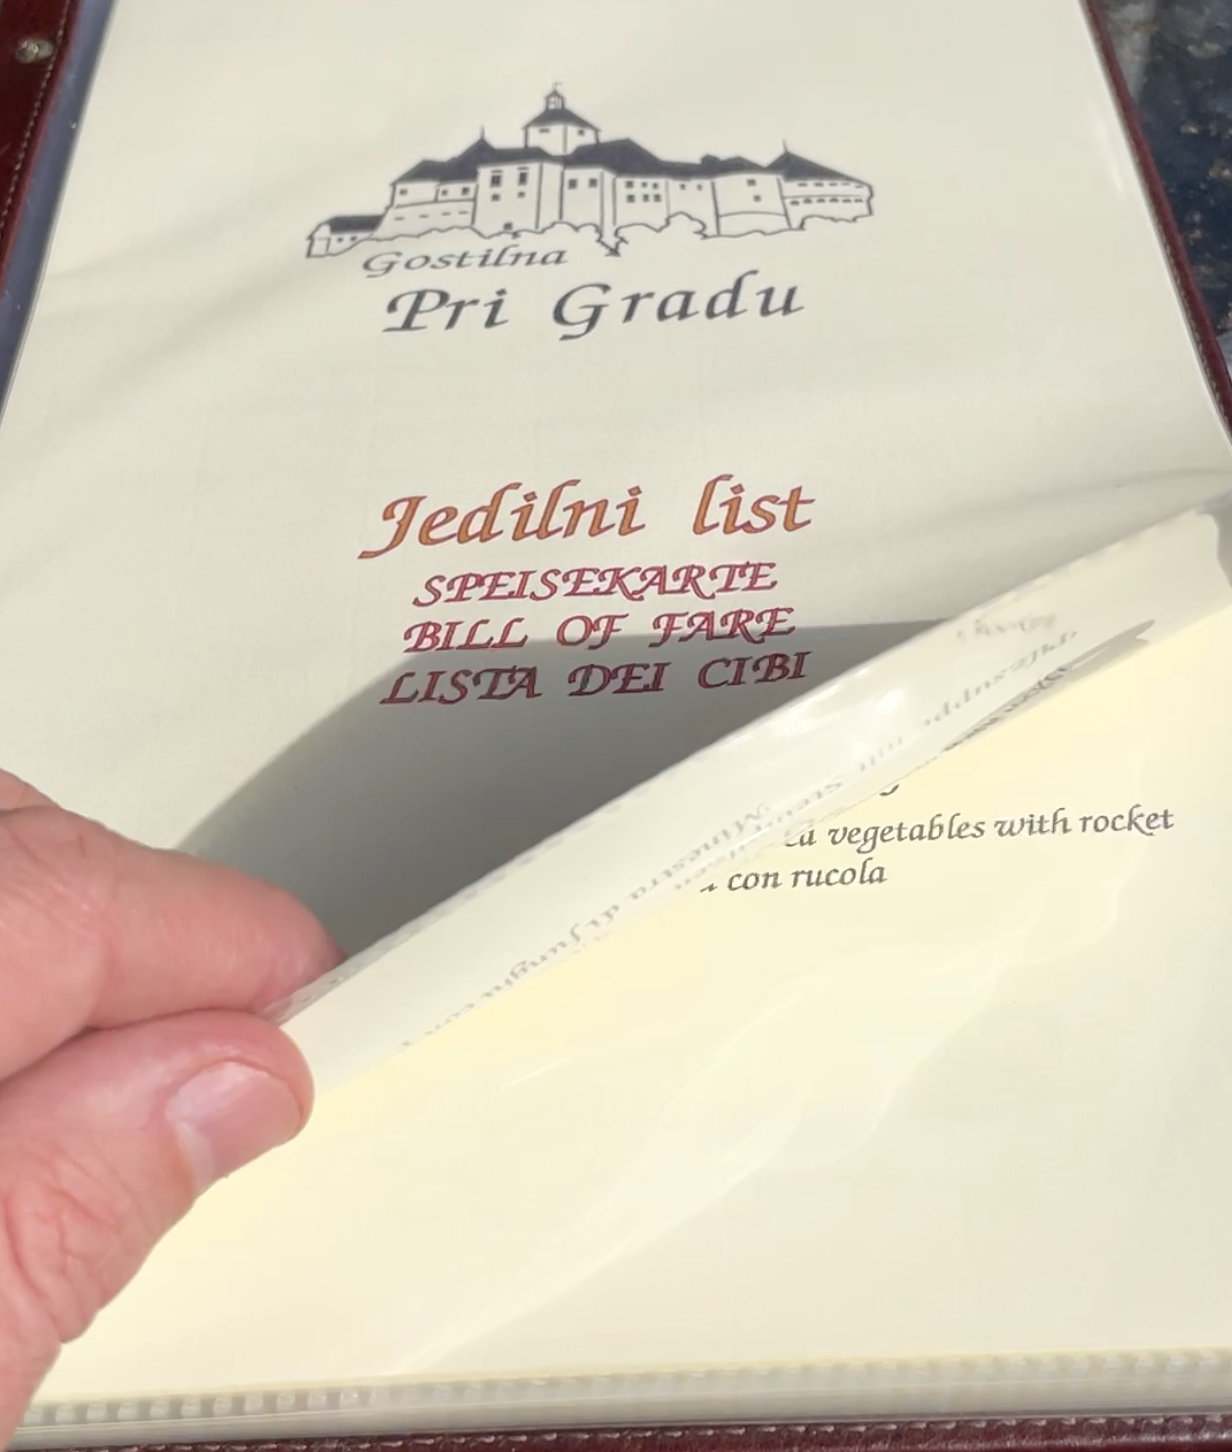 Gostilna
Pri Gradu
Jedilni list
SPEISEKARTE
BILL OF FARE
LISTA DEI CIBI
vegetables with rocket
con rucola